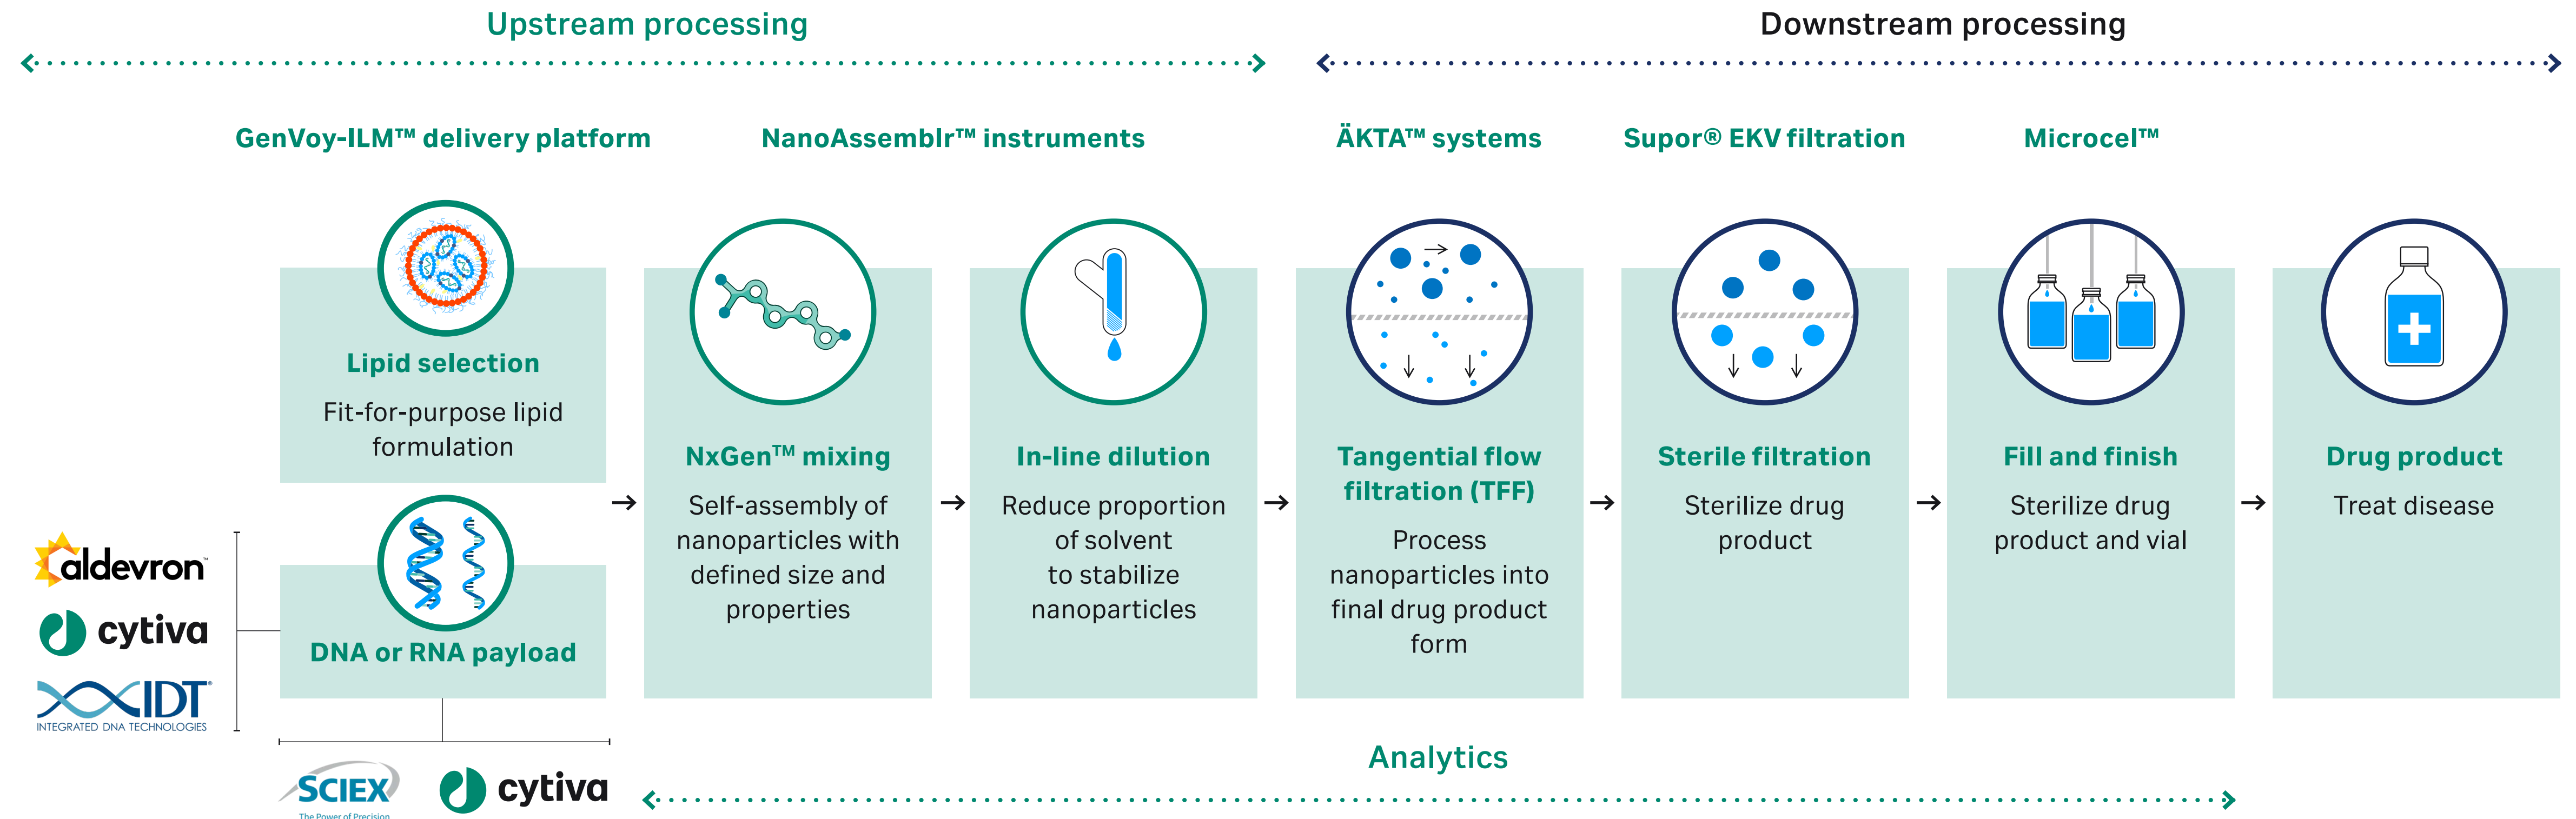 Upstream processing
Downstream processing
GenVoy-ILM™ delivery platform
NanoAssemblr™ instruments
ÄKTA™ systems
Supor® EKV filtration
Microcel™
Lipid selection
Fit-for-purpose lipid
formulation
DNA or RNA payload
aldevron™
cytiva
IDT®
INTEGRATED DNA TECHNOLOGIES
SCIEX
The Power of Precision
cytiva
NxGen™ mixing
Self-assembly of
nanoparticles with
defined size and
properties
In-line dilution
Reduce proportion
of solvent
to stabilize
nanoparticles
Tangential flow
filtration (TFF)
Process
nanoparticles into
final drug product
form
Sterile filtration
Sterilize drug
product
Fill and finish
Sterilize drug
product and vial
Drug product
Treat disease
Analytics